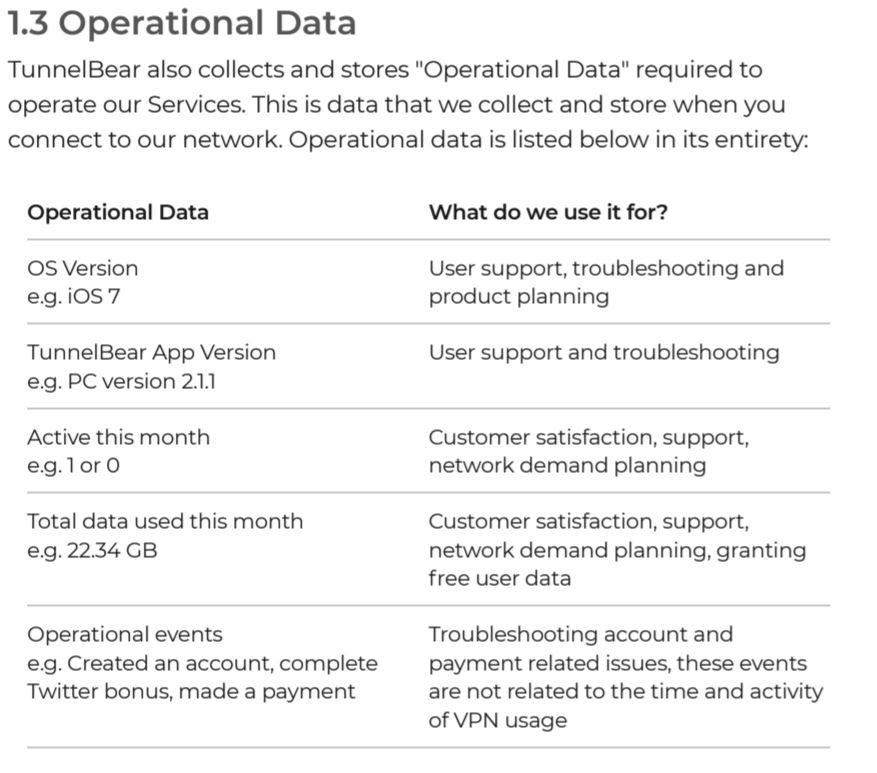 1.3 Operational Data
TunnelBear also collects and stores "Operational Data" required to
operate our Services. This is data that we collect and store when you
connect to our network. Operational data is listed below in its entirety:
Operational Data
What do we use it for?
OS Version
e.g. iOS 7
User support, troubleshooting and
product planning
TunnelBear App Version
e.g. PC version 2.1.1
User support and troubleshooting
Active this month
e.g. 1 or 0
Customer satisfaction, support,
network demand planning
Total data used this month
e.g. 22.34 GB
Customer satisfaction, support,
network demand planning, granting
free user data
Operational events
e.g. Created an account, complete
Twitter bonus, made a payment
Troubleshooting account and
payment related issues, these events
are not related to the time and activity
of VPN usage